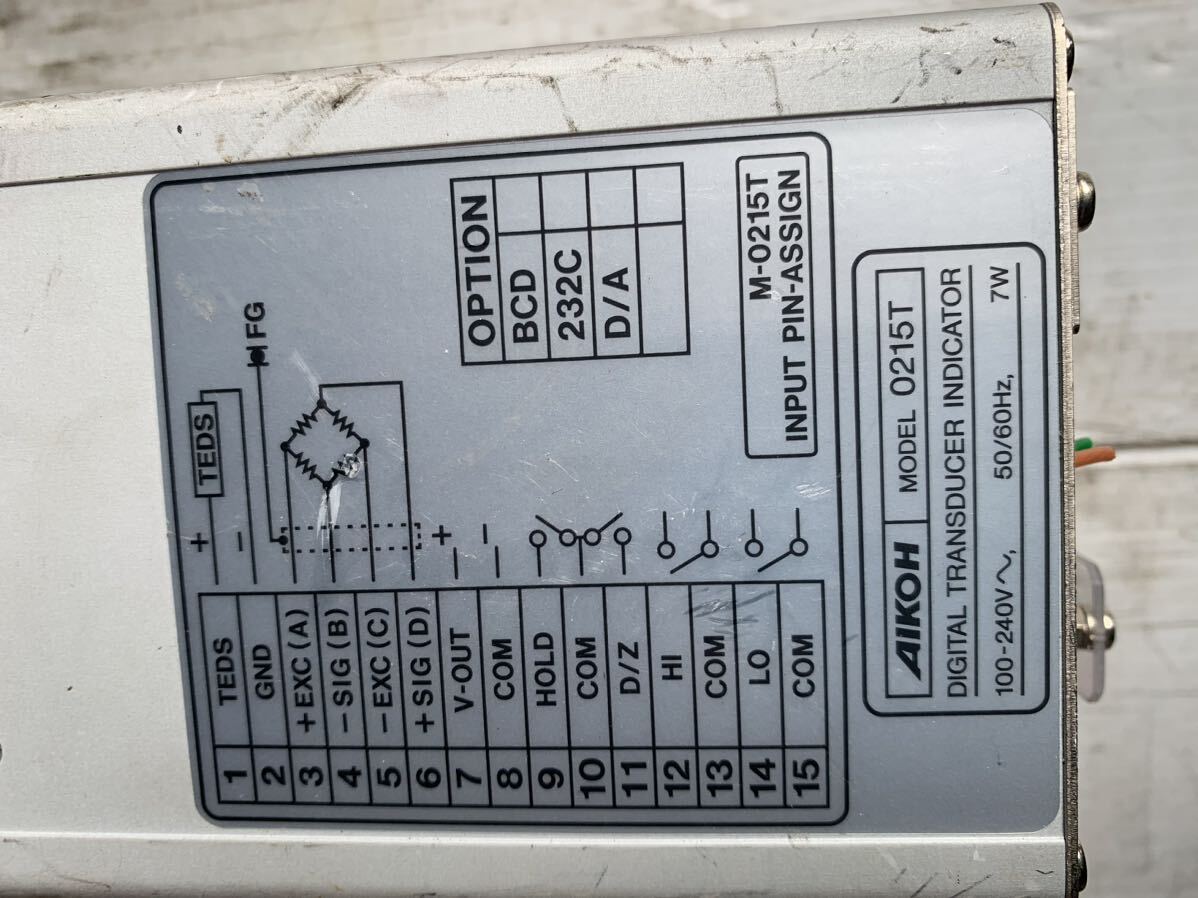 1 TEDS + TEDS
2 GND −
FG
3 +EXC (A)
4 −SIG (B)
5 −EXC (C)
6 +SIG (D)
7 V-OUT +
8 COM −
9 HOLD
10 COM
11 D/Z
12 HI
13 COM
14 LO
15 COM
OPTION
BCD
232C
D/A
M-0215T
INPUT PIN-ASSIGN
AIKOH MODEL 0215T
DIGITAL TRANSDUCER INDICATOR
100-240V~, 50/60Hz, 7W